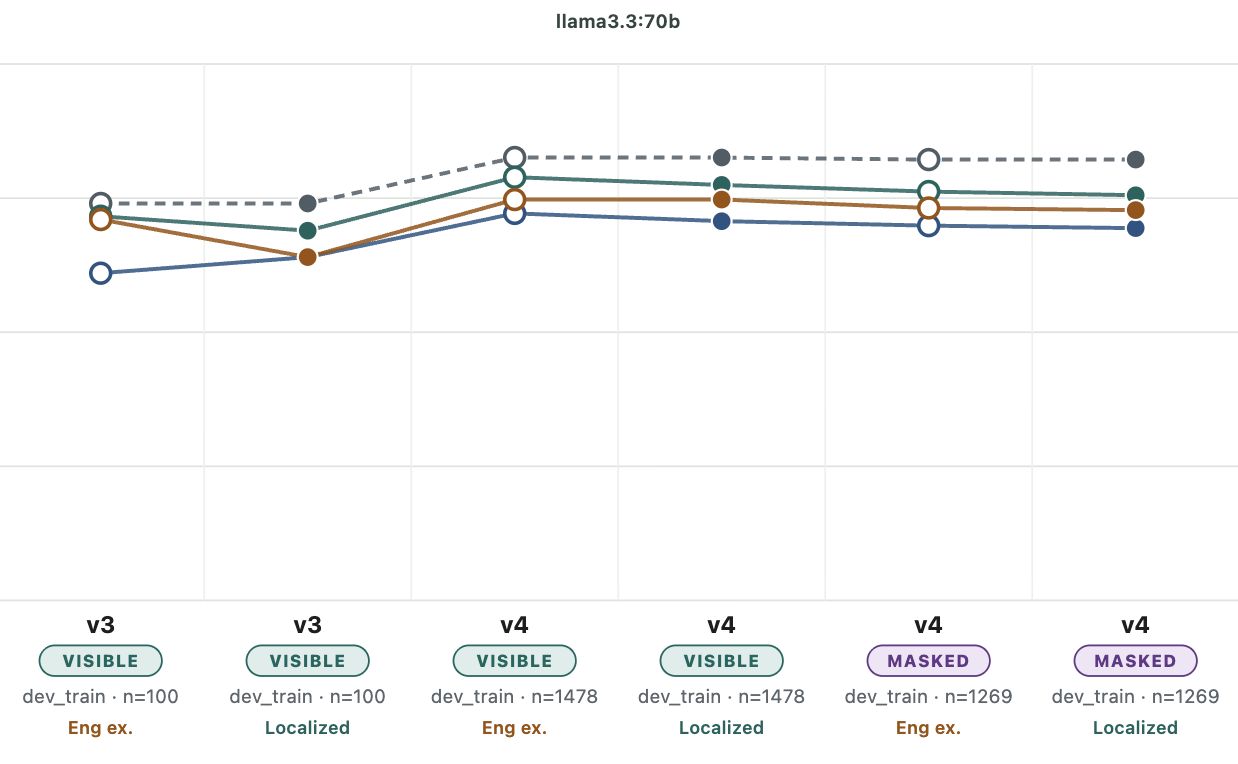 llama3.3:70b
v3 v3 v4 v4 v4 v4
VISIBLE VISIBLE VISIBLE VISIBLE MASKED MASKED
dev_train · n=100 dev_train · n=100 dev_train · n=1478 dev_train · n=1478 dev_train · n=1269 dev_train · n=1269
Eng ex. Localized Eng ex. Localized Eng ex. Localized